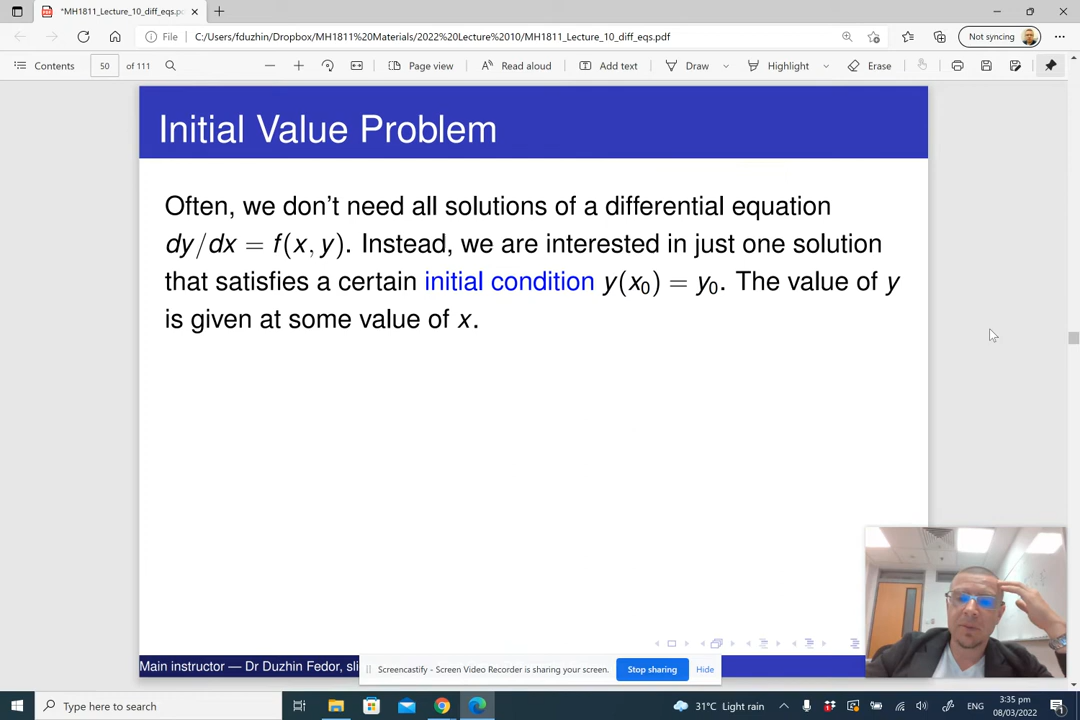 *MH1811_Lecture_10_diff_eqs.p
File
C:/Users/fduzhin/Dropbox/MH1811%20Materials/2022%20Lecture%2010/MH1811_Lecture_10_diff_eqs.pdf
Not syncing
Contents
50
of 111
Page view
Read aloud
Add text
Draw
Highlight
Erase
Initial Value Problem
Often, we don't need all solutions of a differential equation
dy/dx = f(x, y). Instead, we are interested in just one solution
that satisfies a certain initial condition y(x₀) = y₀. The value of y
is given at some value of x.
Main instructor — Dr Duzhin Fedor, sli
Screencastify - Screen Video Recorder is sharing your screen.
Stop sharing
Hide
Type here to search
31°C Light rain
ENG
3:35 pm
08/03/2022
1